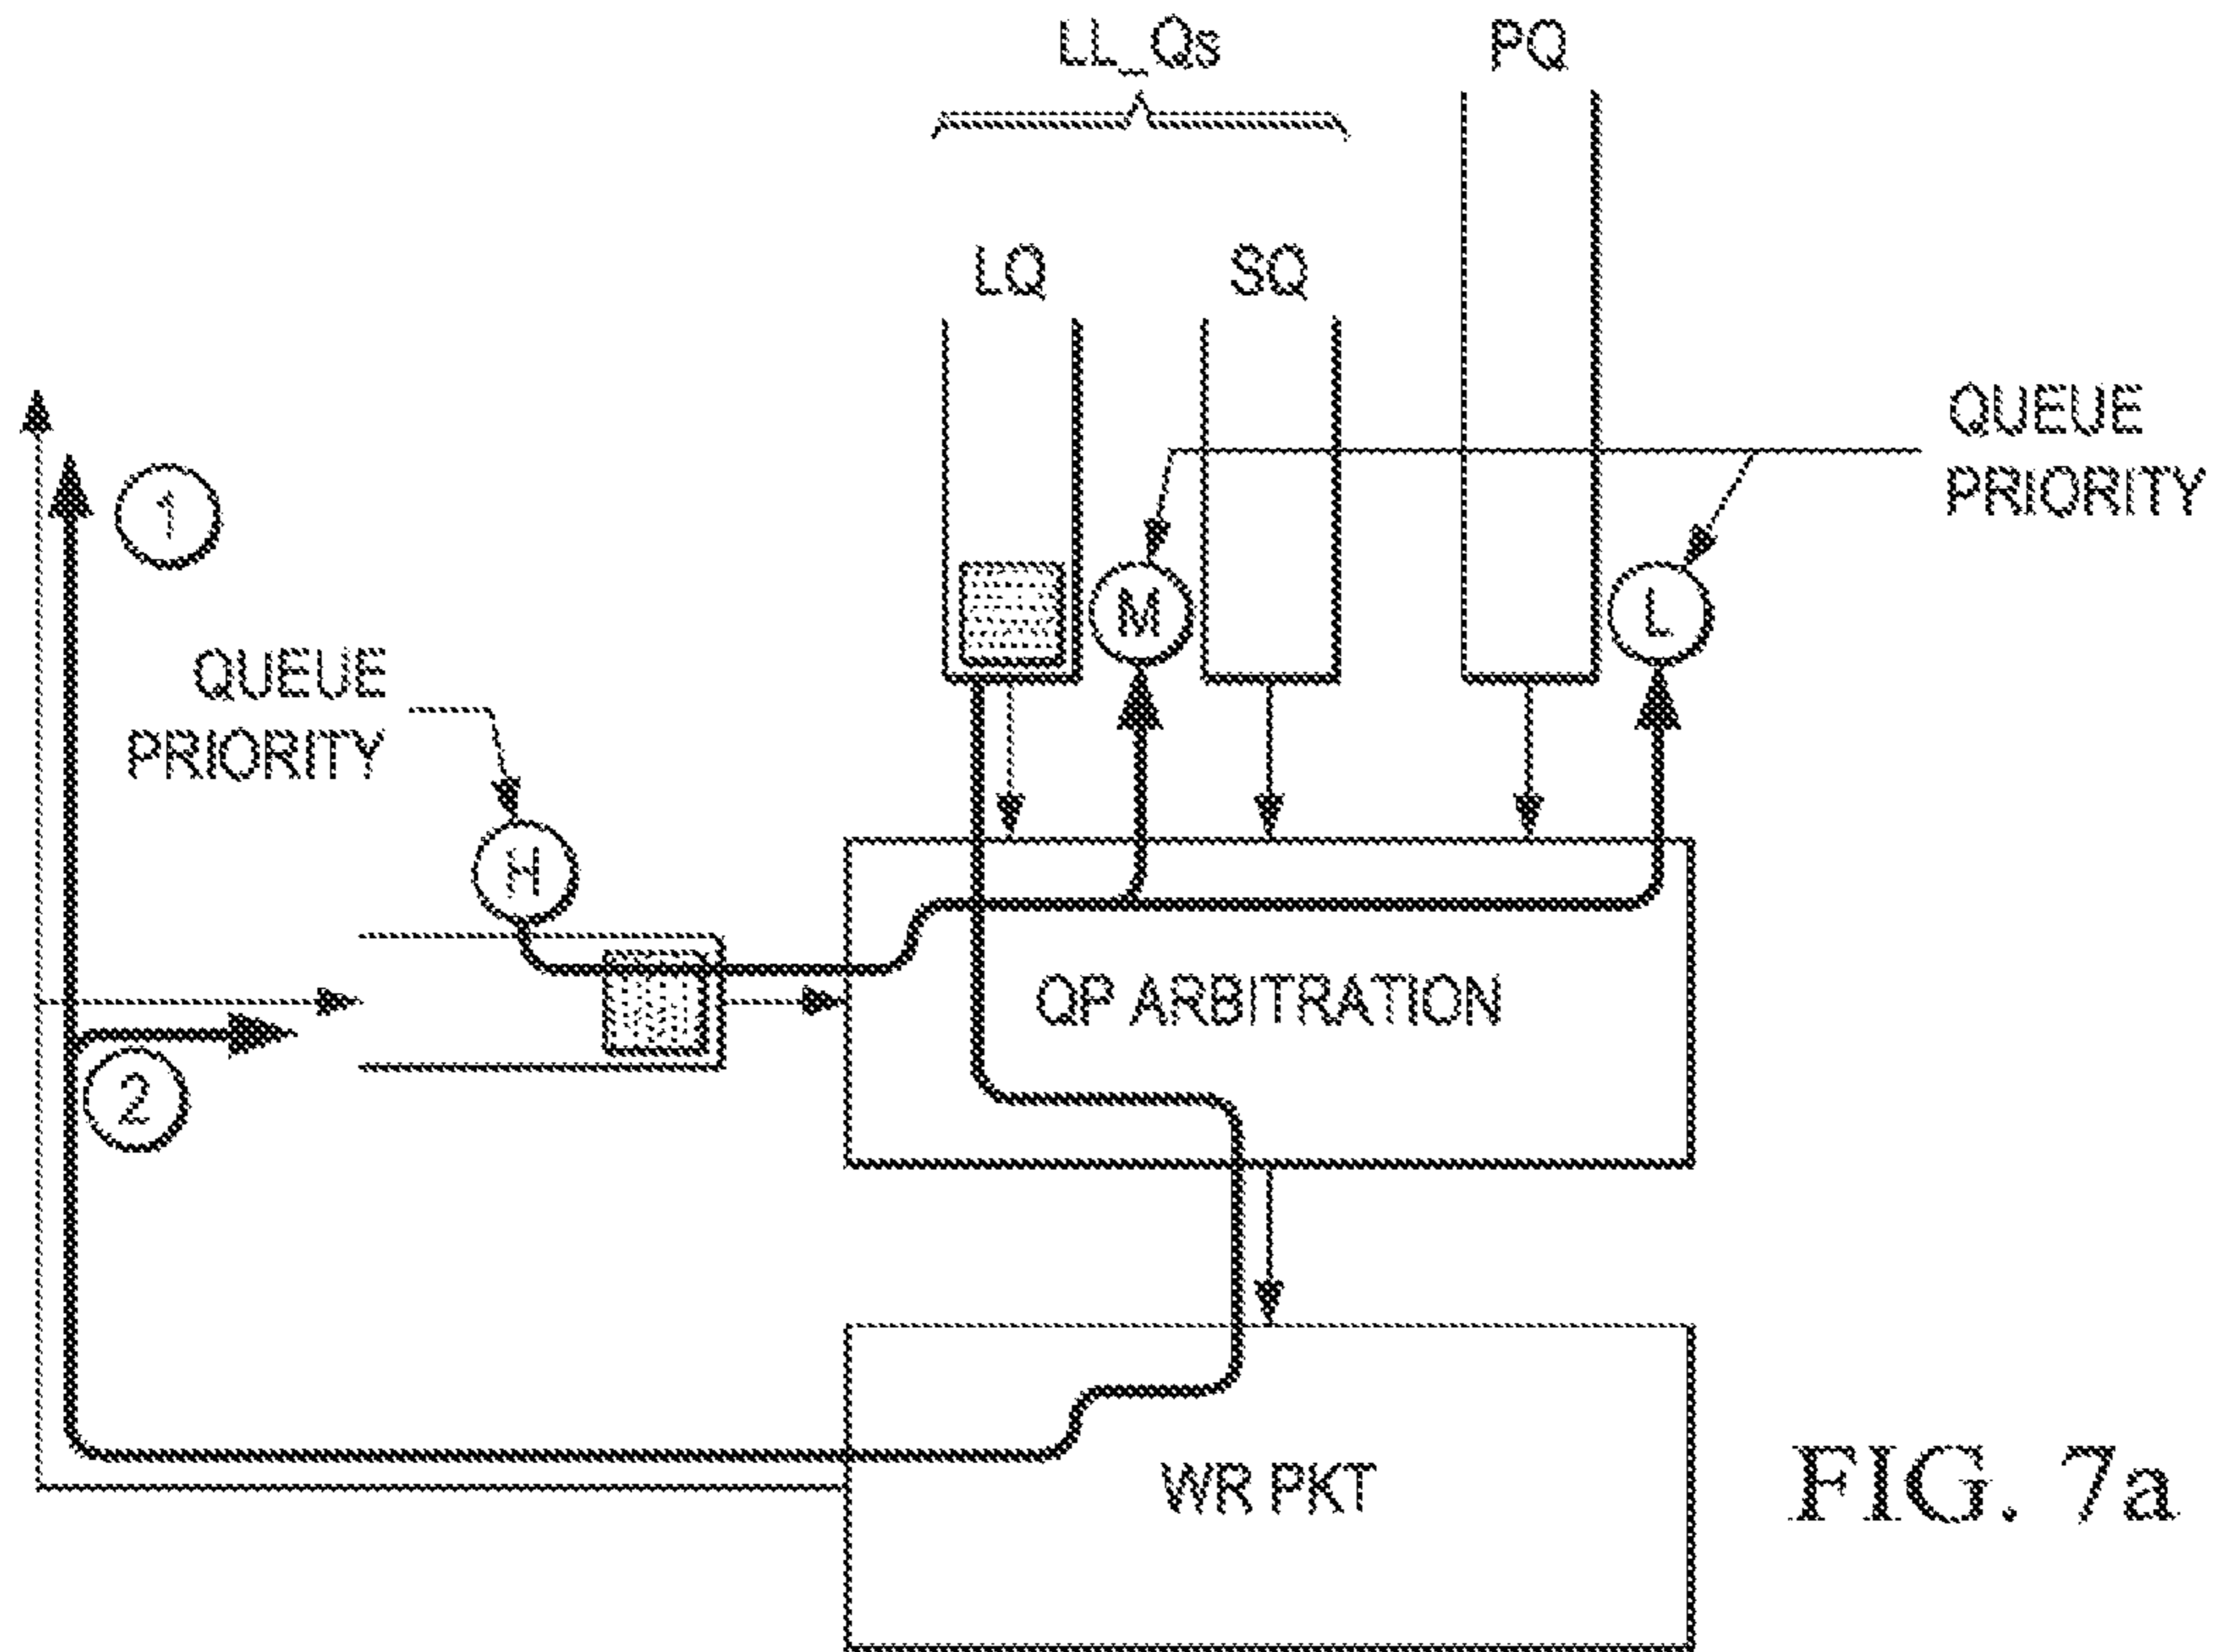 LL_Qs
PQ
LQ
SQ
QUEUE
PRIORITY
1
M
L
QUEUE
PRIORITY
H
QP ARBITRATION
2
WR PKT
FIG. 7a